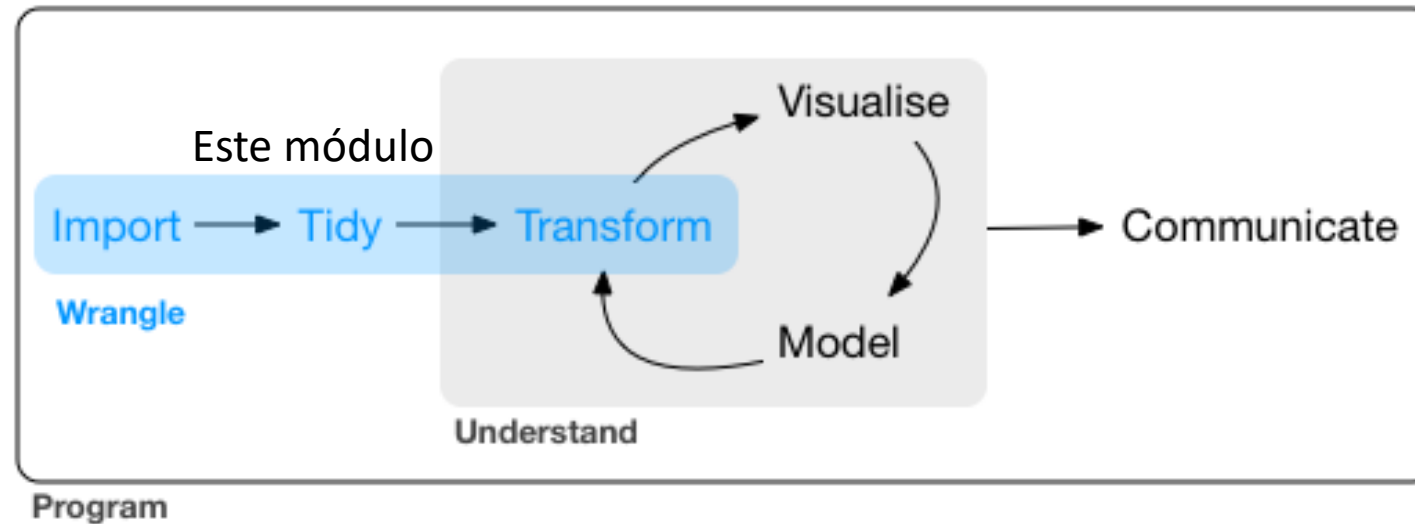 Visualise
Este módulo
Import Tidy Transform
Communicate
Wrangle
Model
Understand
Program